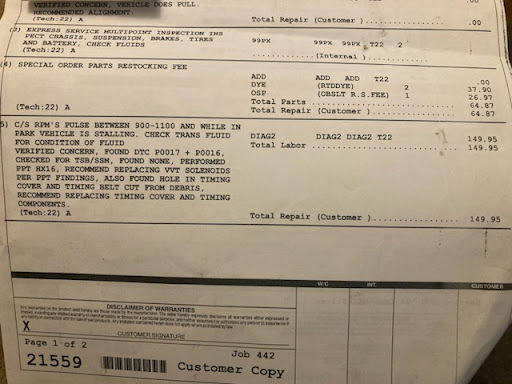 VERIFIED CONCERN, VEHICLE DOES PULL.
RECOMMENDED ALIGNMENT.
Total Repair (Customer ) .00
(3) EXPRESS SERVICE MULTIPOINT INSPECTION INS 99PX 99PX 99PX T22 2
PECT CHASSIS, SUSPENSION, BRAKES, TIRES
AND BATTERY, CHECK FLUIDS (Internal )
(Tech:22) A
(4) SPECIAL ORDER PARTS RESTOCKING FEE
ADD ADD ADD T22 .00
DYE (RTDDYE) 2 37.90
OSP (OBSLT R.S.FEE) 1 26.97
Total Parts 64.87
(Tech:22) A Total Repair (Customer ) 64.87
5) C/S RPM'S PULSE BETWEEN 900-1100 AND WHILE IN
PARK VEHICLE IS STALLING. CHECK TRANS FLUID DIAG2 DIAG2 DIAG2 T22 149.95
FOR CONDITION OF FLUID Total Labor 149.95
VERIFIED CONCERN, FOUND DTC P0017 + P0016,
CHECKED FOR TSB/SSM, FOUND NONE, PERFORMED
PPT HX16, RECOMMEND REPLACING VVT SOLENOIDS
PER PPT FINDINGS, ALSO FOUND HOLE IN TIMING
COVER AND TIMING BELT CUT FROM DEBRIS,
RECOMMEND REPLACING TIMING COVER AND TIMING
COMPONENTS.
(Tech:22) A Total Repair (Customer ) 149.95
W/C INT. CUSTOMER
DISCLAIMER OF WARRANTIES
X
CUSTOMER SIGNATURE
Page 1 of 2 Job 442
21559 Customer Copy